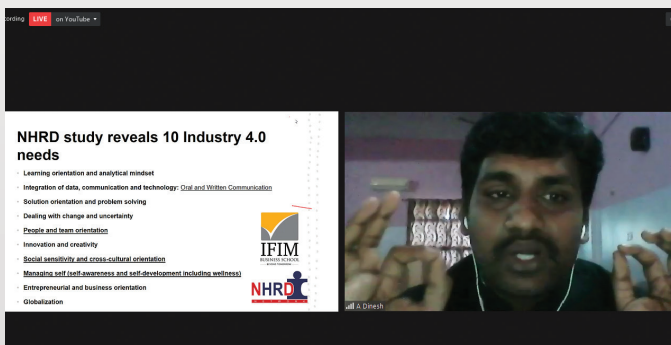 cording LIVE on YouTube
NHRD study reveals 10 Industry 4.0
needs
Learning orientation and analytical mindset
Integration of data, communication and technology: Oral and Written Communication
Solution orientation and problem solving
Dealing with change and uncertainty
People and team orientation
Innovation and creativity
Social sensitivity and cross-cultural orientation
Managing self (self-awareness and self-development including wellness)
Entrepreneurial and business orientation
Globalization
IFIM
BUSINESS SCHOOL
NHRD
NETWORK
A Dinesh